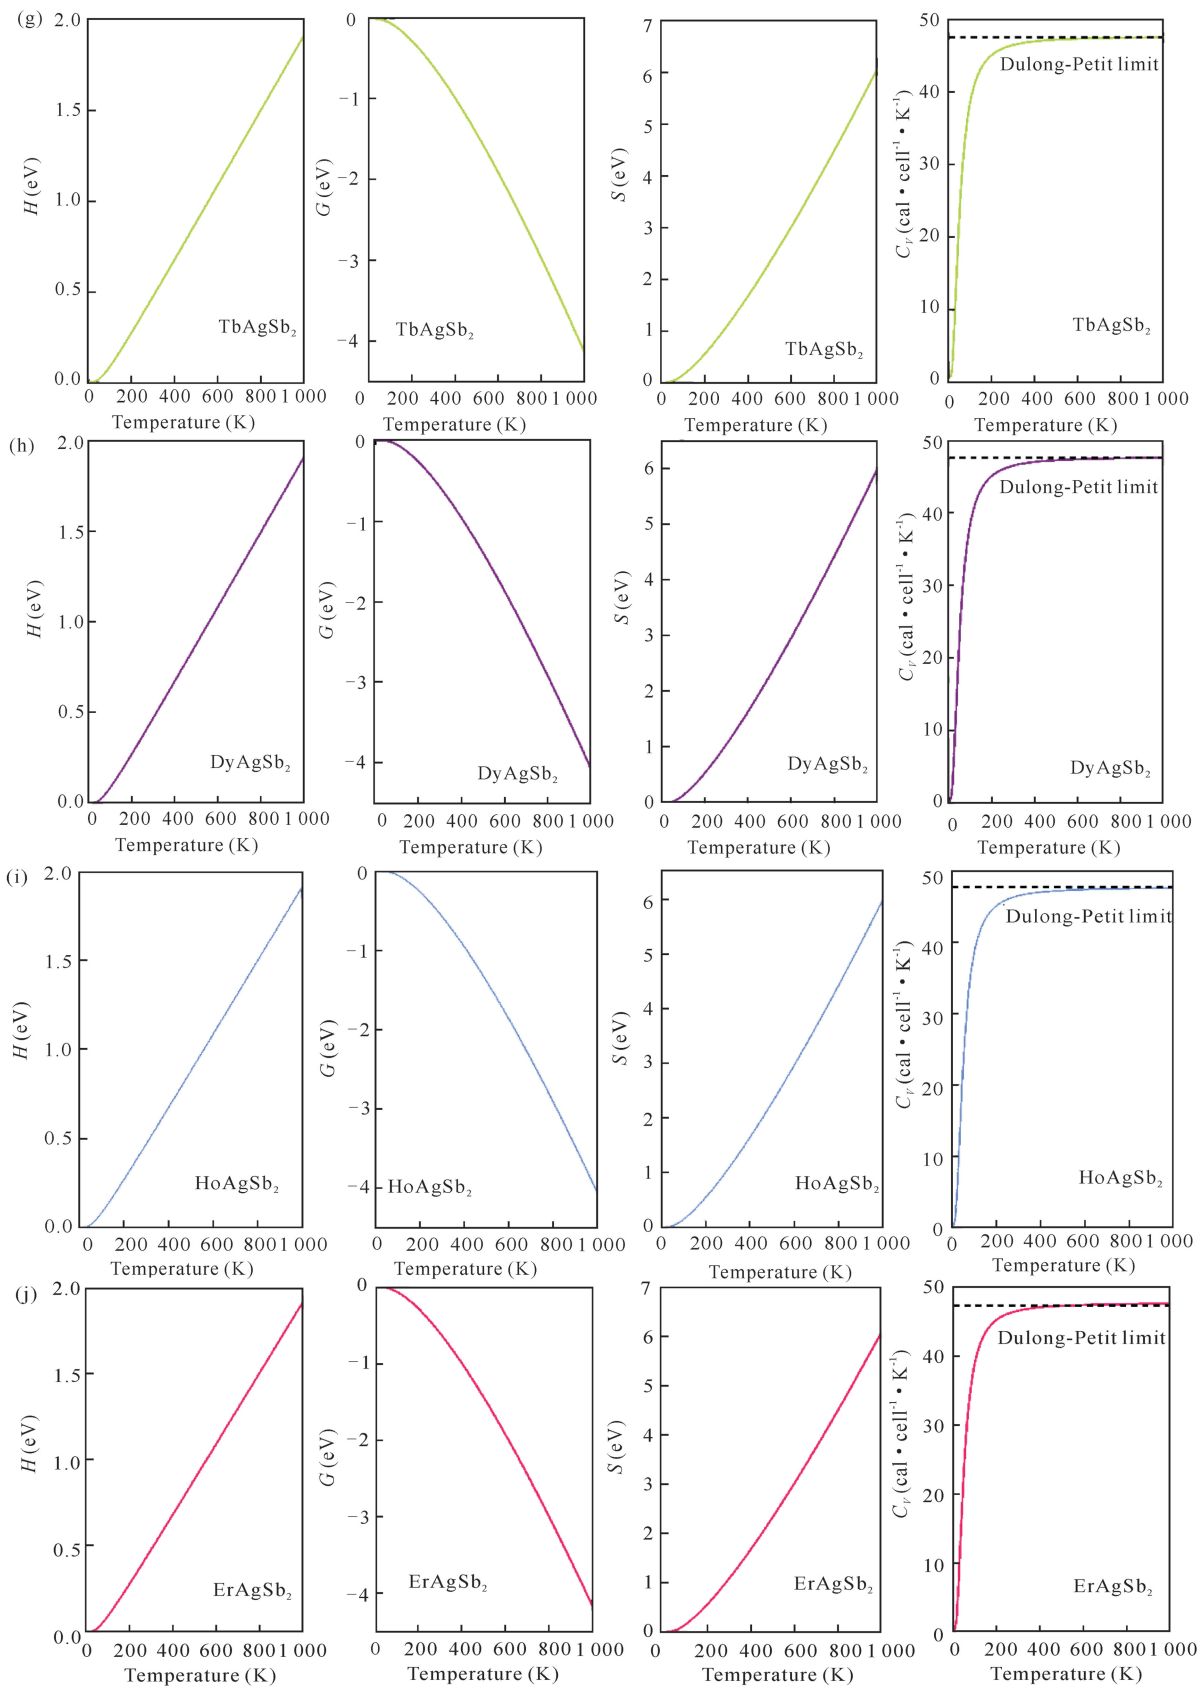 (g)
2.0
1.5
1.0
0.5
0.0
H (eV)
TbAgSb2
0 200 400 600 800 1 000
Temperature (K)
0
−1
−2
−3
−4
G (eV)
TbAgSb2
0 200 400 600 800 1 000
Temperature (K)
7
6
5
4
3
2
1
0
S (eV)
TbAgSb2
0 200 400 600 800 1 000
Temperature (K)
50
40
30
20
10
0
CV (cal • cell-1 • K-1)
Dulong-Petit limit
TbAgSb2
0 200 400 600 800 1 000
Temperature (K)
(h)
2.0
1.5
1.0
0.5
0.0
H (eV)
DyAgSb2
0 200 400 600 800 1 000
Temperature (K)
0
−1
−2
−3
−4
G (eV)
DyAgSb2
0 200 400 600 800 1 000
Temperature (K)
6
5
4
3
2
1
0
S (eV)
DyAgSb2
0 200 400 600 800 1 000
Temperature (K)
50
40
30
20
10
0
CV (cal • cell-1 • K-1)
Dulong-Petit limit
DyAgSb2
0 200 400 600 800 1 000
Temperature (K)
(i)
2.0
1.5
1.0
0.5
0.0
H (eV)
HoAgSb2
0 200 400 600 800 1 000
Temperature (K)
0
−1
−2
−3
−4
G (eV)
HoAgSb2
0 200 400 600 800 1 000
Temperature (K)
6
5
4
3
2
1
0
S (eV)
HoAgSb2
0 200 400 600 800 1 000
Temperature (K)
50
40
30
20
10
0
CV (cal • cell-1 • K-1)
Dulong-Petit limit
HoAgSb2
0 200 400 600 800 1 000
Temperature (K)
(j)
2.0
1.5
1.0
0.5
0.0
H (eV)
ErAgSb2
0 200 400 600 800 1 000
Temperature (K)
0
−1
−2
−3
−4
G (eV)
ErAgSb2
0 200 400 600 800 1 000
Temperature (K)
7
6
5
4
3
2
1
0
S (eV)
ErAgSb2
0 200 400 600 800 1 000
Temperature (K)
50
40
30
20
10
0
CV (cal • cell-1 • K-1)
Dulong-Petit limit
ErAgSb2
0 200 400 600 800 1 000
Temperature (K)